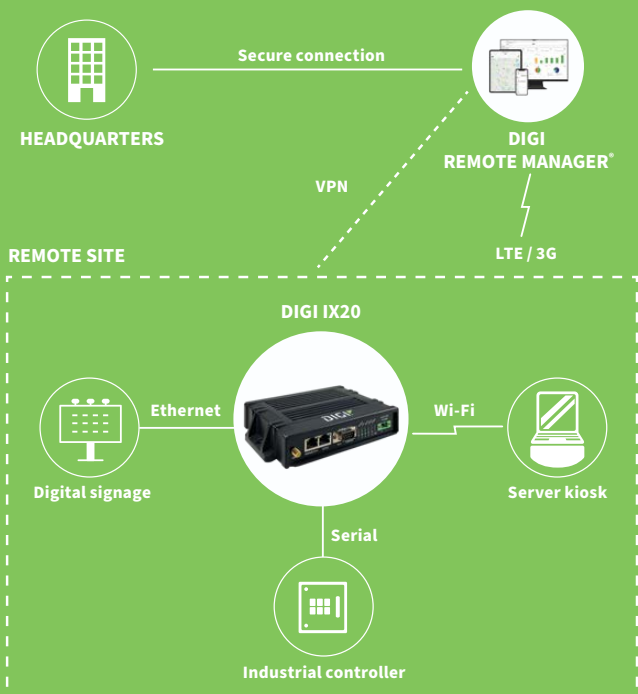 Secure connection
HEADQUARTERS
DIGI
REMOTE MANAGER®
VPN
REMOTE SITE
LTE / 3G
DIGI IX20
DIGI
Ethernet
Wi-Fi
Digital signage
Server kiosk
Serial
Industrial controller